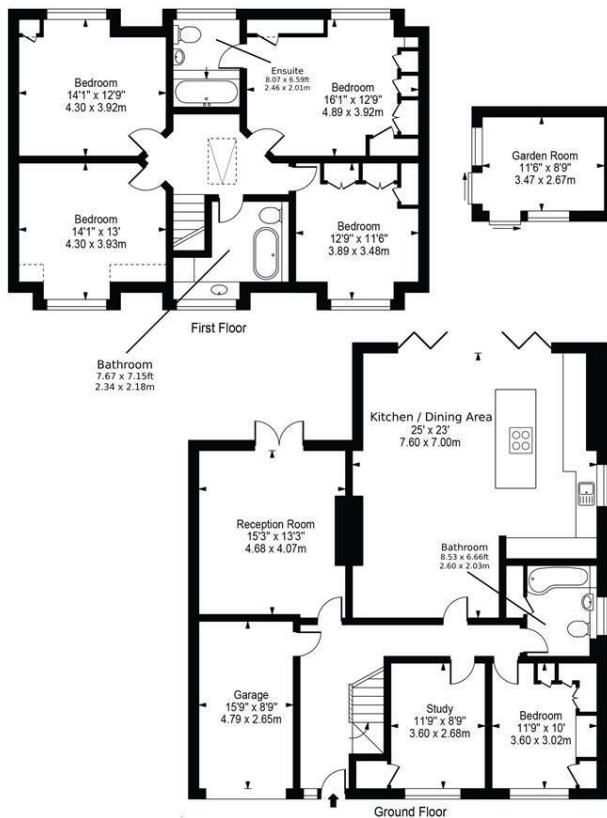 Bedroom
14'1" x 12'9"
4.30 x 3.92m
Ensuite
8.07 x 6.59ft
2.46 x 2.01m
Bedroom
16'1" x 12'9"
4.89 x 3.92m
Garden Room
11'6" x 8'9"
3.47 x 2.67m
Bedroom
14'1" x 13'
4.30 x 3.93m
Bedroom
12'9" x 11'6"
3.89 x 3.48m
First Floor
Bathroom
7.67 x 7.15ft
2.34 x 2.18m
Kitchen / Dining Area
25' x 23'
7.60 x 7.00m
Reception Room
15'3" x 13'3"
4.68 x 4.07m
Bathroom
8.53 x 6.66ft
2.60 x 2.03m
Garage
15'9" x 8'9"
4.79 x 2.65m
Study
11'9" x 8'9"
3.60 x 2.68m
Bedroom
11'9" x 10'
3.60 x 3.02m
Ground Floor